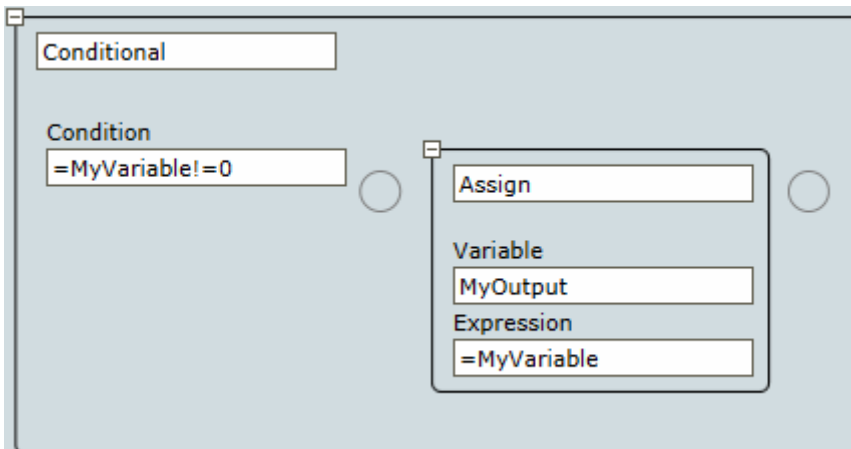 Conditional
Condition
=MyVariable!=0
Assign
Variable
MyOutput
Expression
=MyVariable